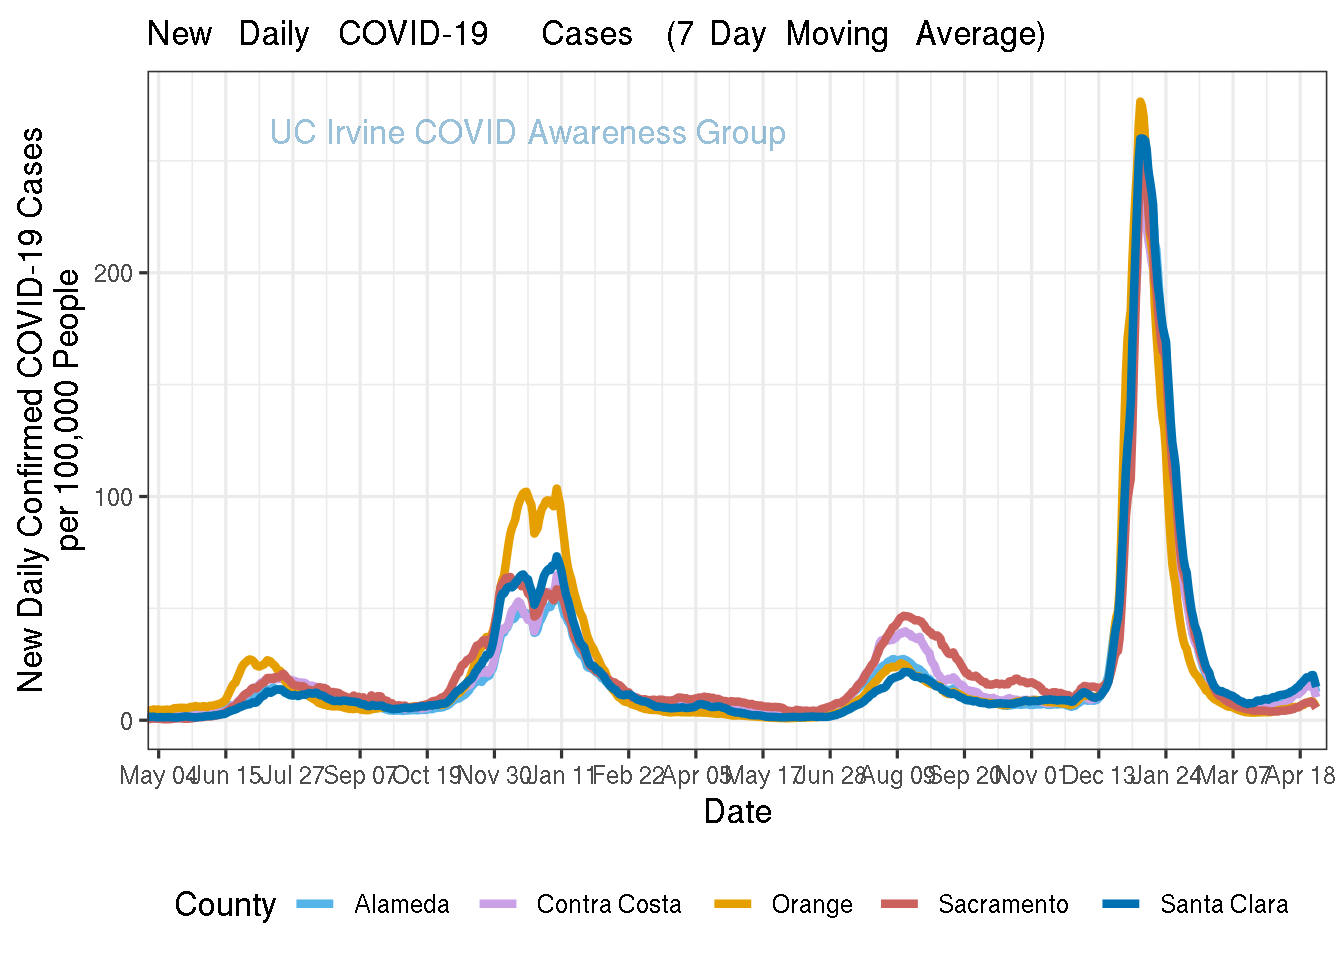 New Daily COVID-19 Cases (7 Day Moving Average)
UC Irvine COVID Awareness Group
New Daily Confirmed COVID-19 Cases
per 100,000 People
200
100
0
May 04 Jun 15 Jul 27 Sep 07 Oct 19 Nov 30 Jan 11 Feb 22 Apr 05 May 17 Jun 28 Aug 09 Sep 20 Nov 01 Dec 13 Jan 24 Mar 07 Apr 18
Date
County Alameda Contra Costa Orange Sacramento Santa Clara